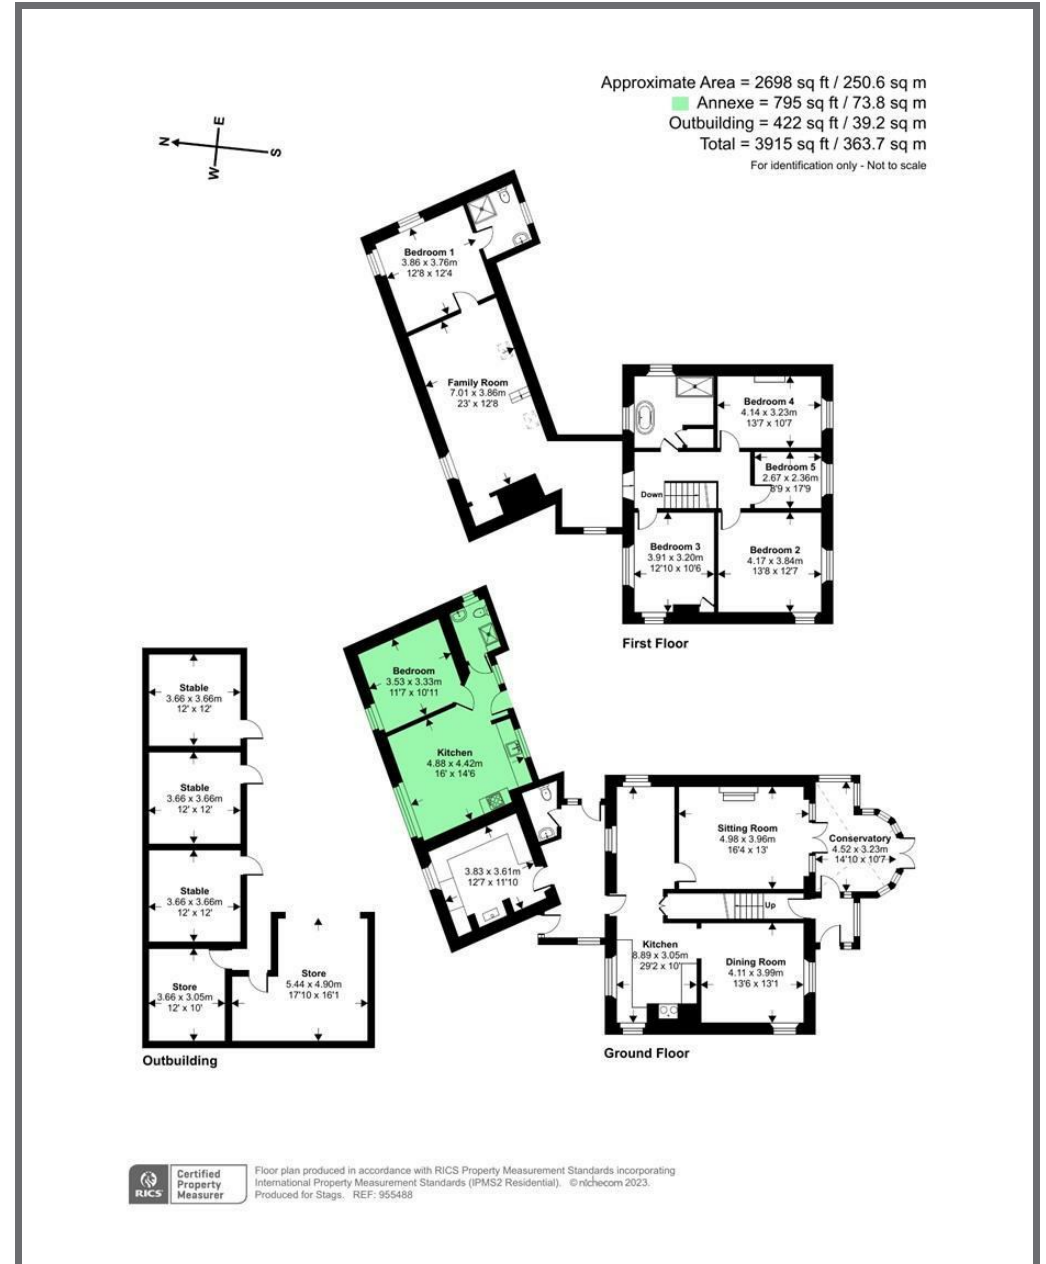 Approximate Area = 2698 sq ft / 250.6 sq m
Annexe = 795 sq ft / 73.8 sq m
Outbuilding = 422 sq ft / 39.2 sq m
Total = 3915 sq ft / 363.7 sq m
For identification only - Not to scale
N
E
S
W
Bedroom 1
3.86 x 3.76m
12'8 x 12'4
Family Room
7.01 x 3.86m
23' x 12'8
Bedroom 4
4.14 x 3.23m
13'7 x 10'7
Bedroom 5
2.67 x 2.36m
8'9 x 17'9
Down
Bedroom 3
3.91 x 3.20m
12'10 x 10'6
Bedroom 2
4.17 x 3.84m
13'8 x 12'7
First Floor
Bedroom
3.53 x 3.33m
11'7 x 10'11
Kitchen
4.88 x 4.42m
16' x 14'6
3.83 x 3.61m
12'7 x 11'10
Stable
3.66 x 3.66m
12' x 12'
Stable
3.66 x 3.66m
12' x 12'
Stable
3.66 x 3.66m
12' x 12'
Store
3.66 x 3.05m
12' x 10'
Store
5.44 x 4.90m
17'10 x 16'1
Outbuilding
Sitting Room
4.98 x 3.96m
16'4 x 13'
Conservatory
4.52 x 3.23m
14'10 x 10'7
Up
Kitchen
8.89 x 3.05m
29'2 x 10'
Dining Room
4.11 x 3.99m
13'6 x 13'1
Ground Floor
RICS
Certified
Property
Measurer
Floor plan produced in accordance with RICS Property Measurement Standards incorporating
International Property Measurement Standards (IPMS2 Residential). © nichecom 2023.
Produced for Stags. REF: 955488